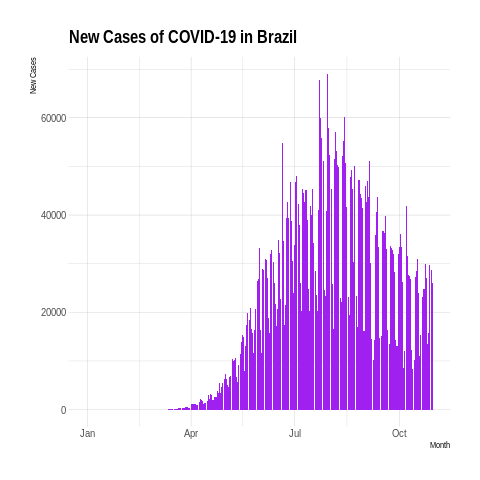 New Cases of COVID-19 in Brazil
New Cases
60000
40000
20000
0
Jan Apr Jul Oct
Month